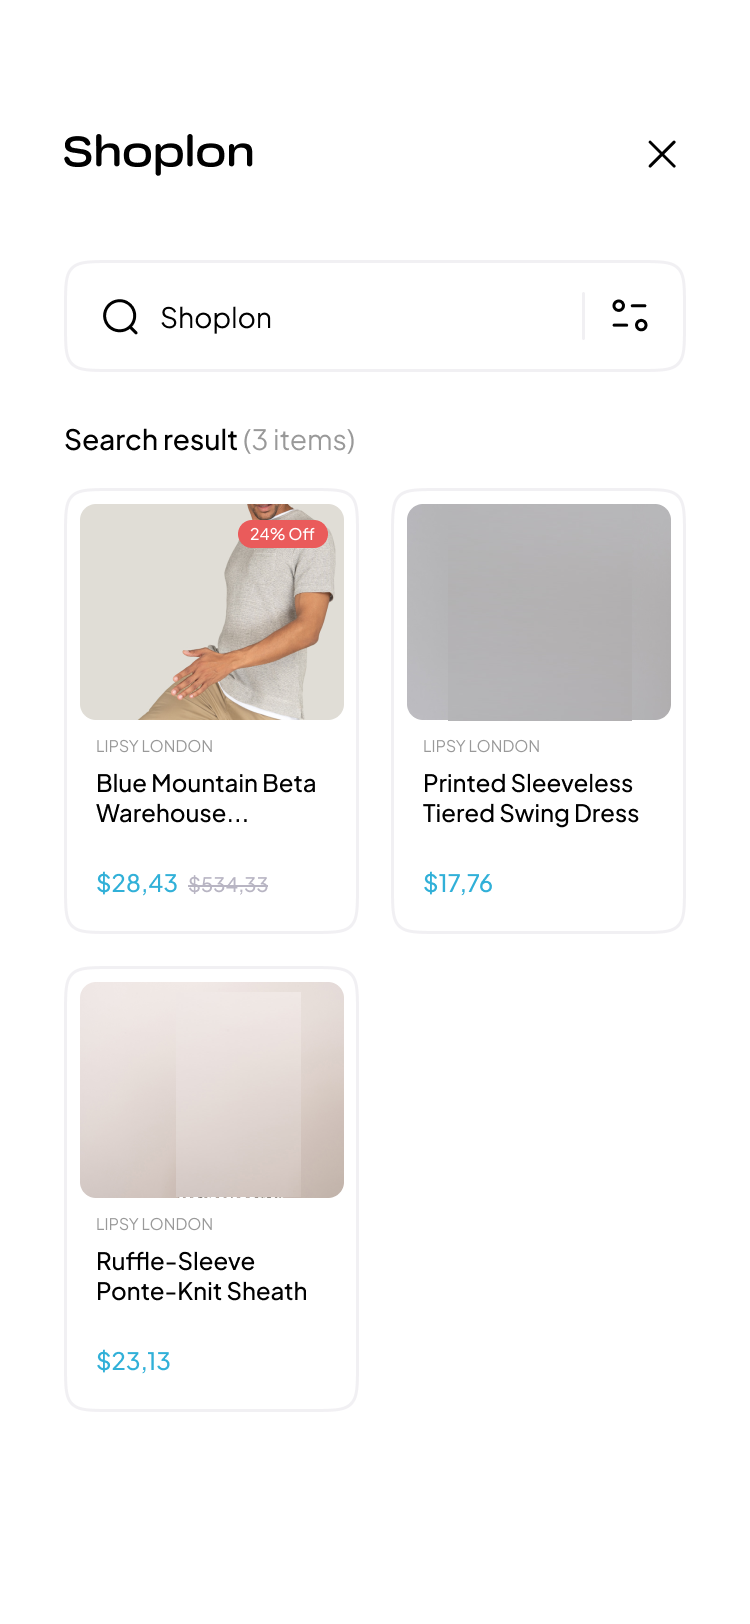 Shoplon
Shoplon
Search result (3 items)
24% Off
LIPSY LONDON
Blue Mountain Beta
Warehouse...
$28,43 $534,33
LIPSY LONDON
Printed Sleeveless
Tiered Swing Dress
$17,76
LIPSY LONDON
Ruffle-Sleeve
Ponte-Knit Sheath
$23,13